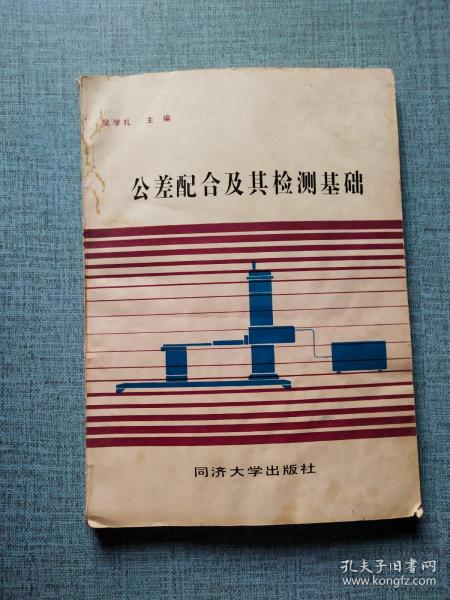 吴学礼 主编
公差配合及其检测基础
同济大学出版社
孔夫子旧书网
www.kongfz.com